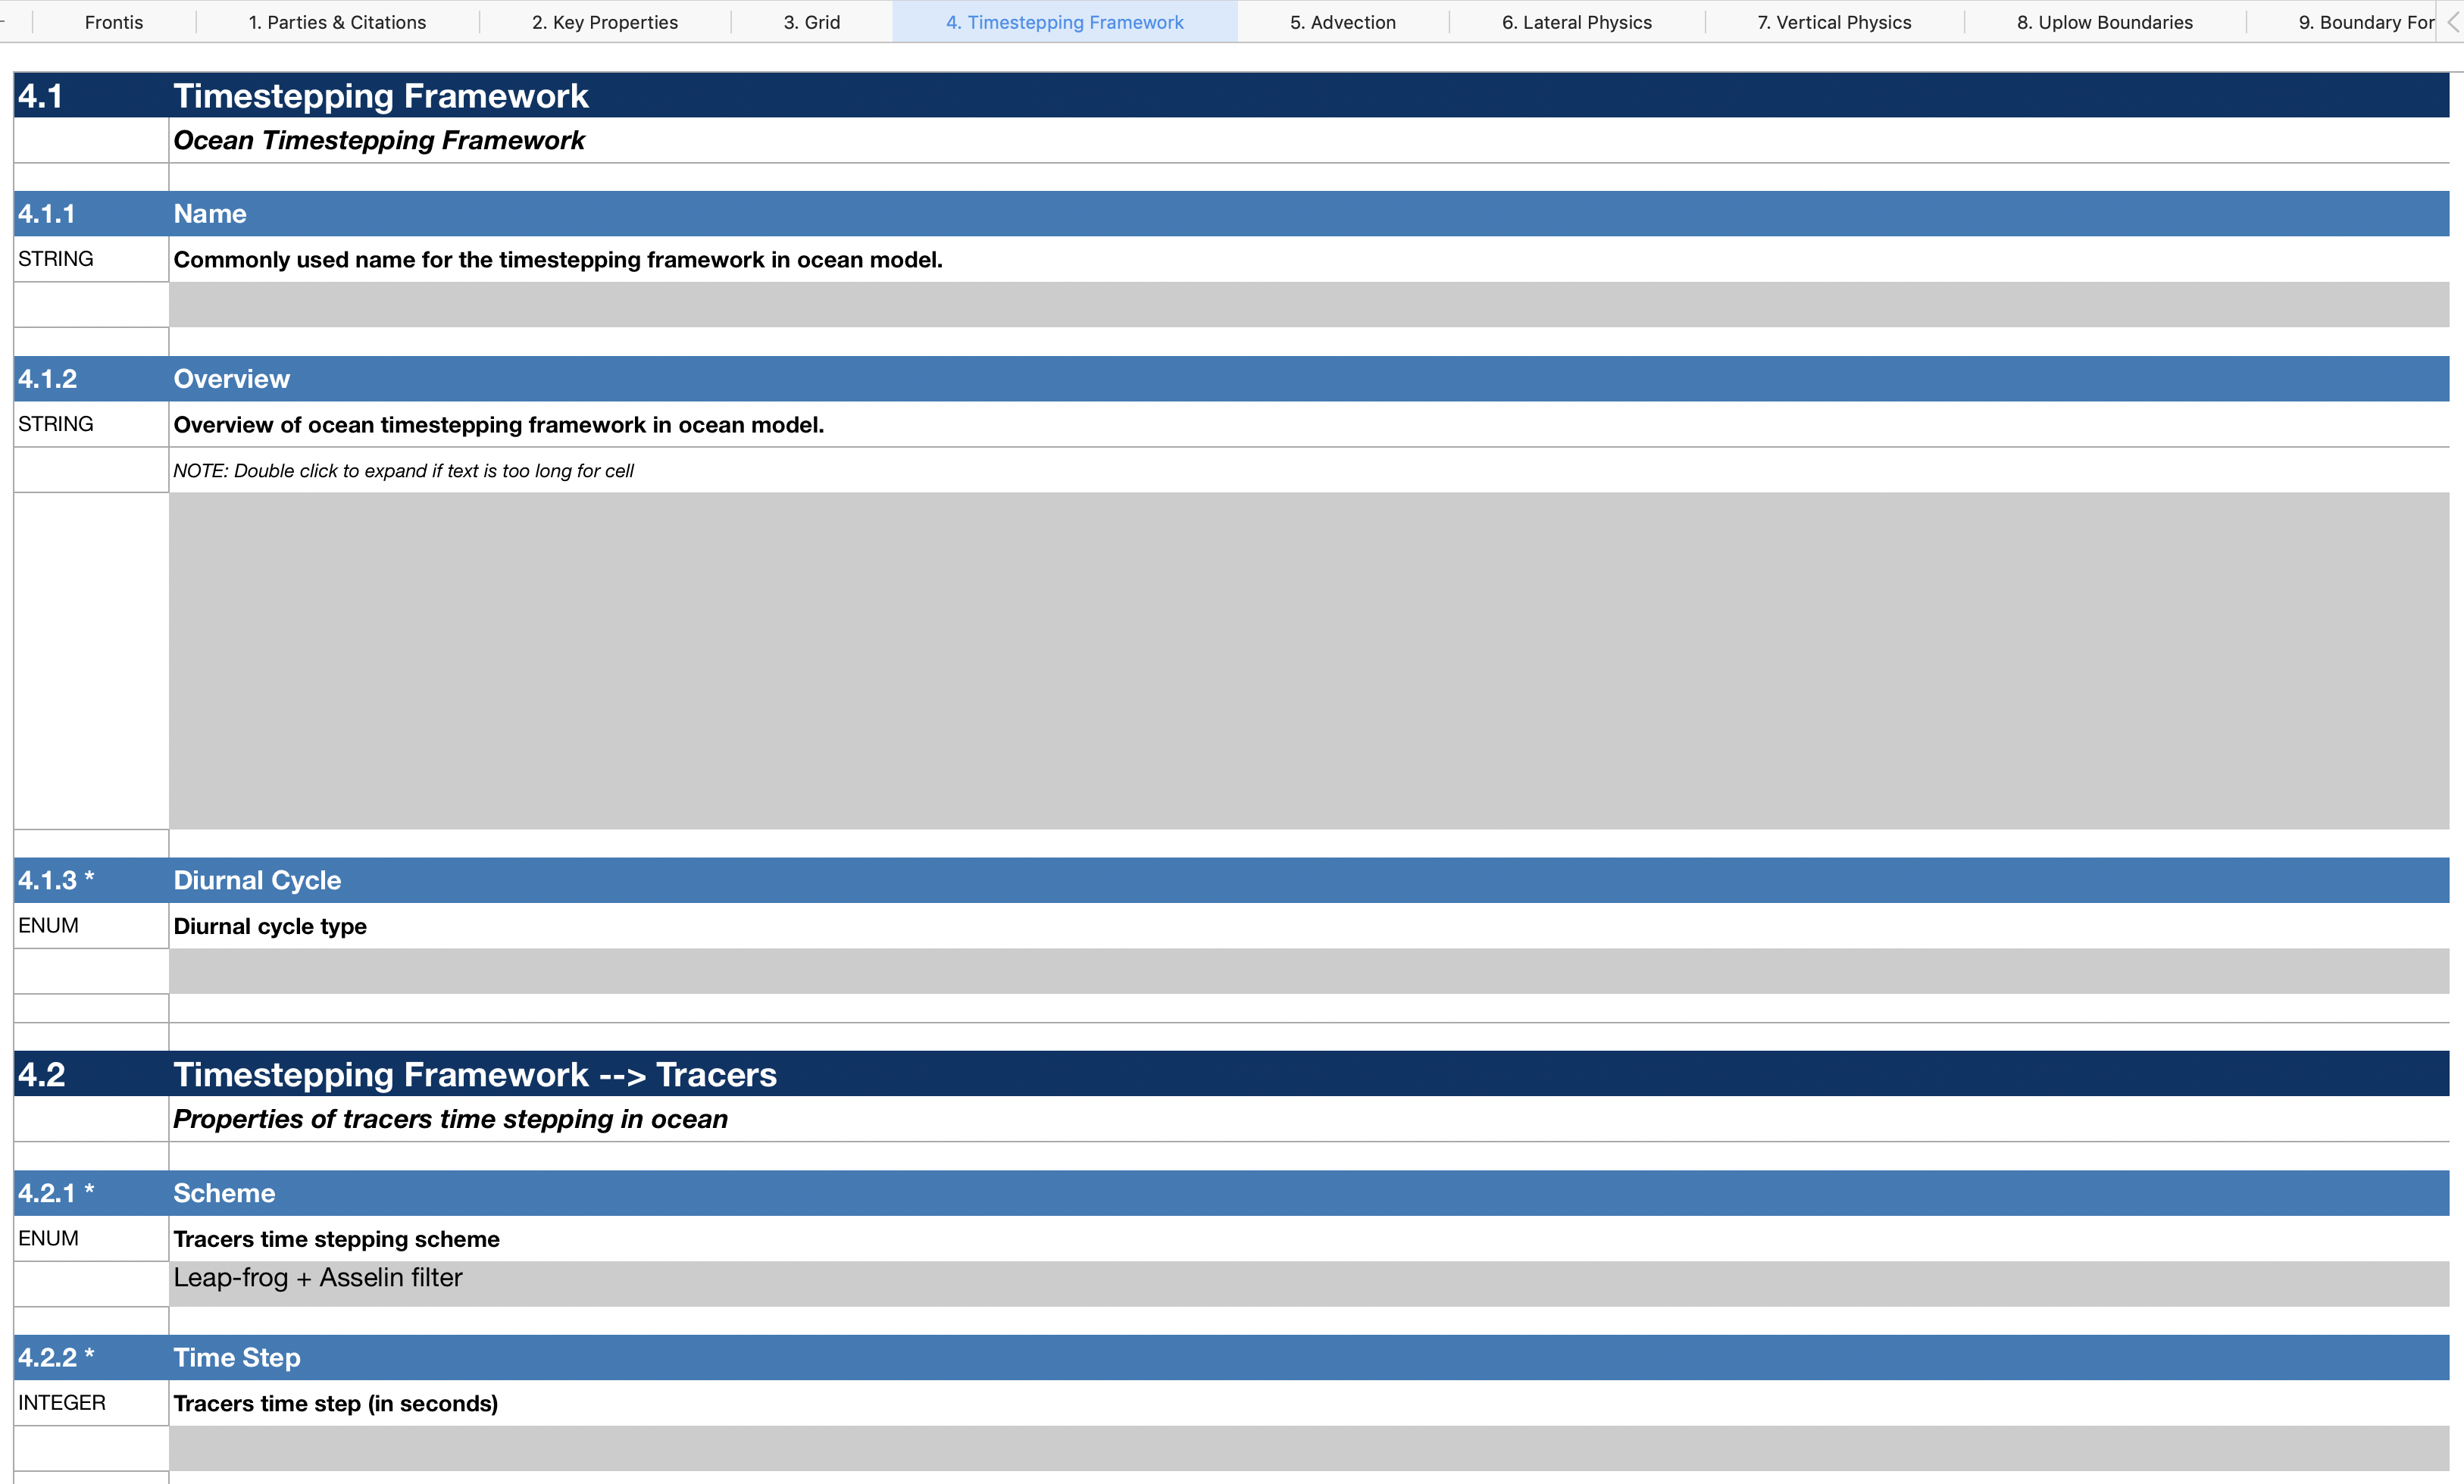 Frontis
1. Parties & Citations
2. Key Properties
3. Grid
4. Timestepping Framework
5. Advection
6. Lateral Physics
7. Vertical Physics
8. Uplow Boundaries
9. Boundary For
4.1 Timestepping Framework
Ocean Timestepping Framework
4.1.1 Name
STRING Commonly used name for the timestepping framework in ocean model.
4.1.2 Overview
STRING Overview of ocean timestepping framework in ocean model.
NOTE: Double click to expand if text is too long for cell
4.1.3 * Diurnal Cycle
ENUM Diurnal cycle type
4.2 Timestepping Framework --> Tracers
Properties of tracers time stepping in ocean
4.2.1 * Scheme
ENUM Tracers time stepping scheme
Leap-frog + Asselin filter
4.2.2 * Time Step
INTEGER Tracers time step (in seconds)